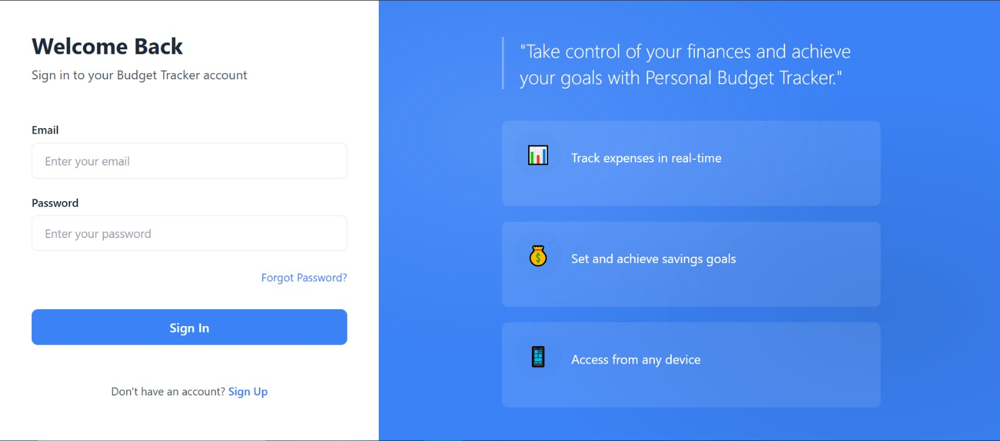 Welcome Back
Sign in to your Budget Tracker account
Email
Enter your email
Password
Enter your password
Forgot Password?
Sign In
Don't have an account? Sign Up
"Take control of your finances and achieve
your goals with Personal Budget Tracker."
Track expenses in real-time
Set and achieve savings goals
Access from any device